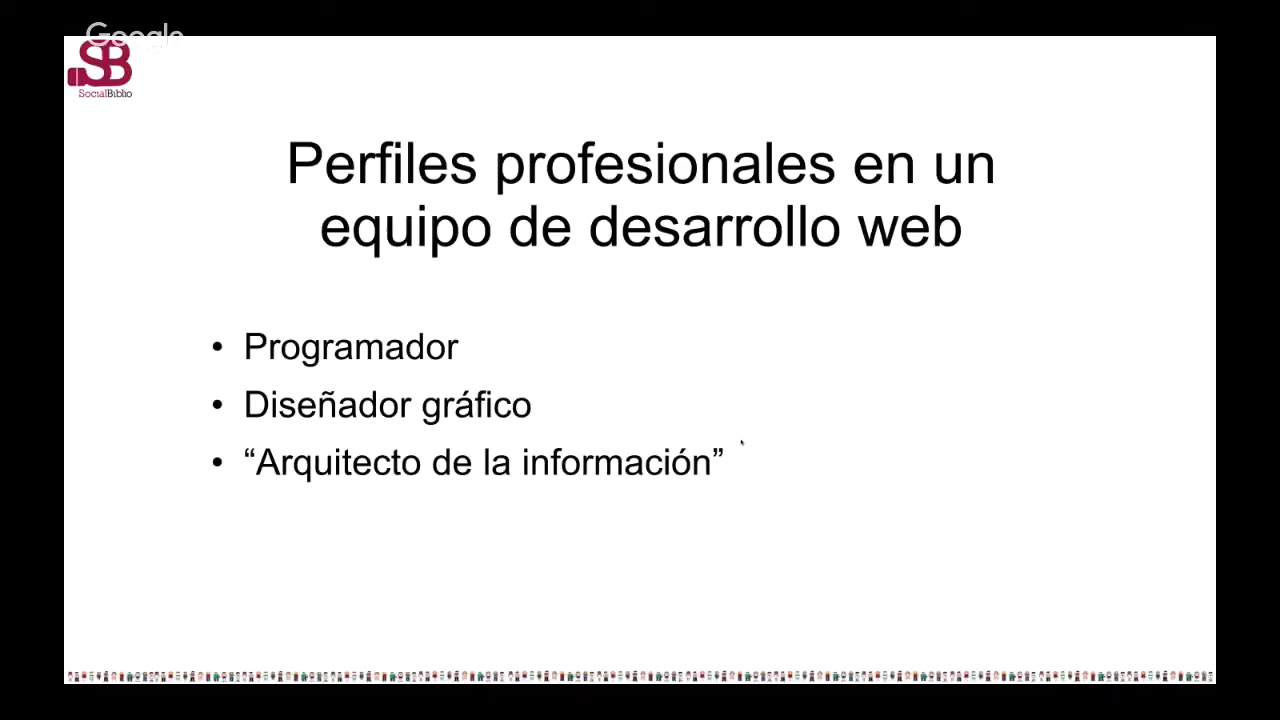 Google
SB
SocialBiblio
Perfiles profesionales en un
equipo de desarrollo web
• Programador
• Diseñador gráfico
• “Arquitecto de la información”